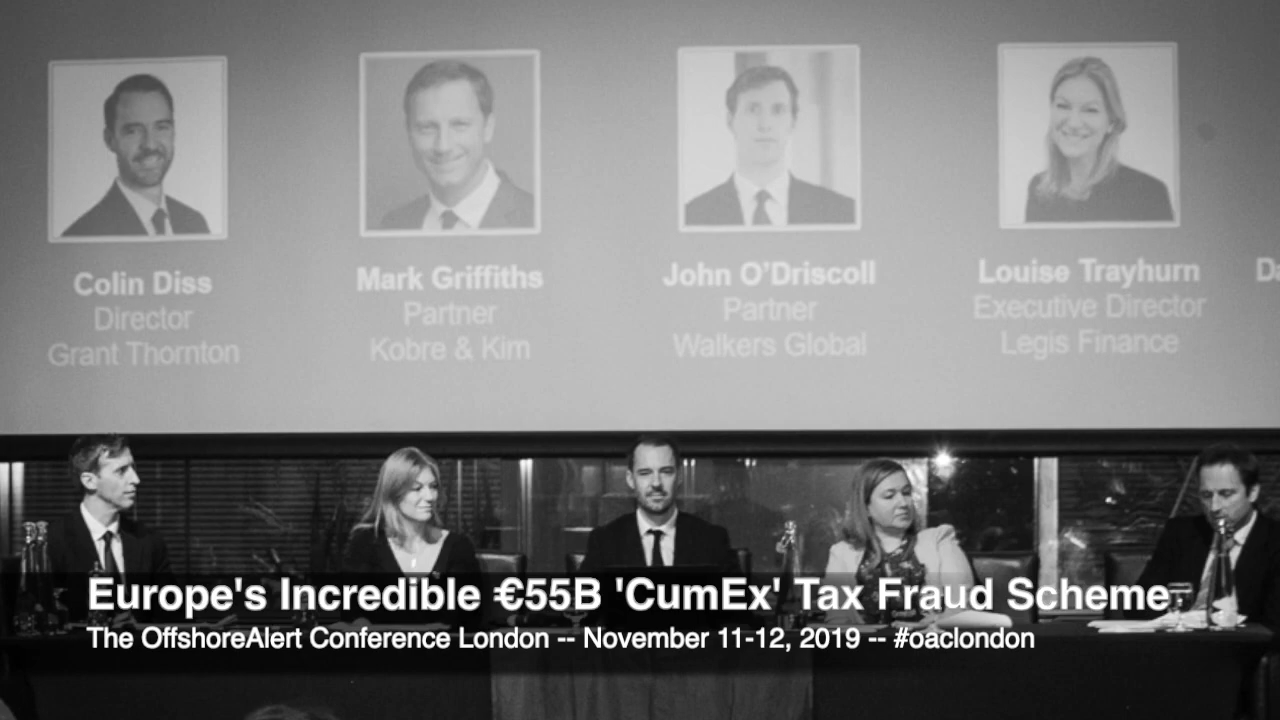 Colin Diss
Director
Grant Thornton
Mark Griffiths
Partner
Kobre & Kim
John O'Driscoll
Partner
Walkers Global
Louise Trayhurn
Executive Director
Legis Finance
Europe's Incredible €55B 'CumEx' Tax Fraud Scheme
The OffshoreAlert Conference London -- November 11-12, 2019 -- #oaclondon